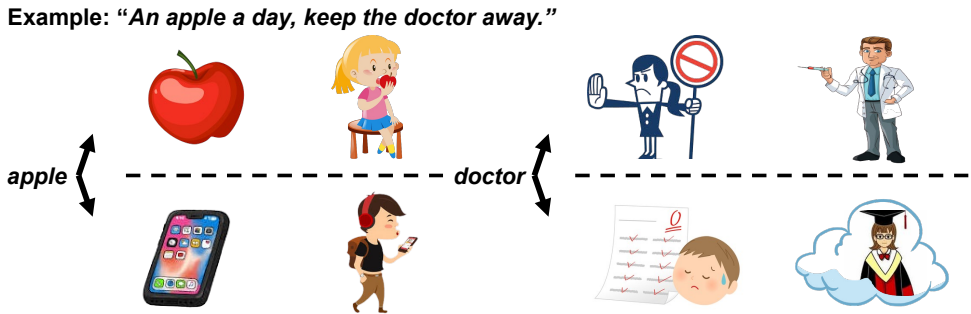 Example: “An apple a day, keep the doctor away.”
apple
doctor
0